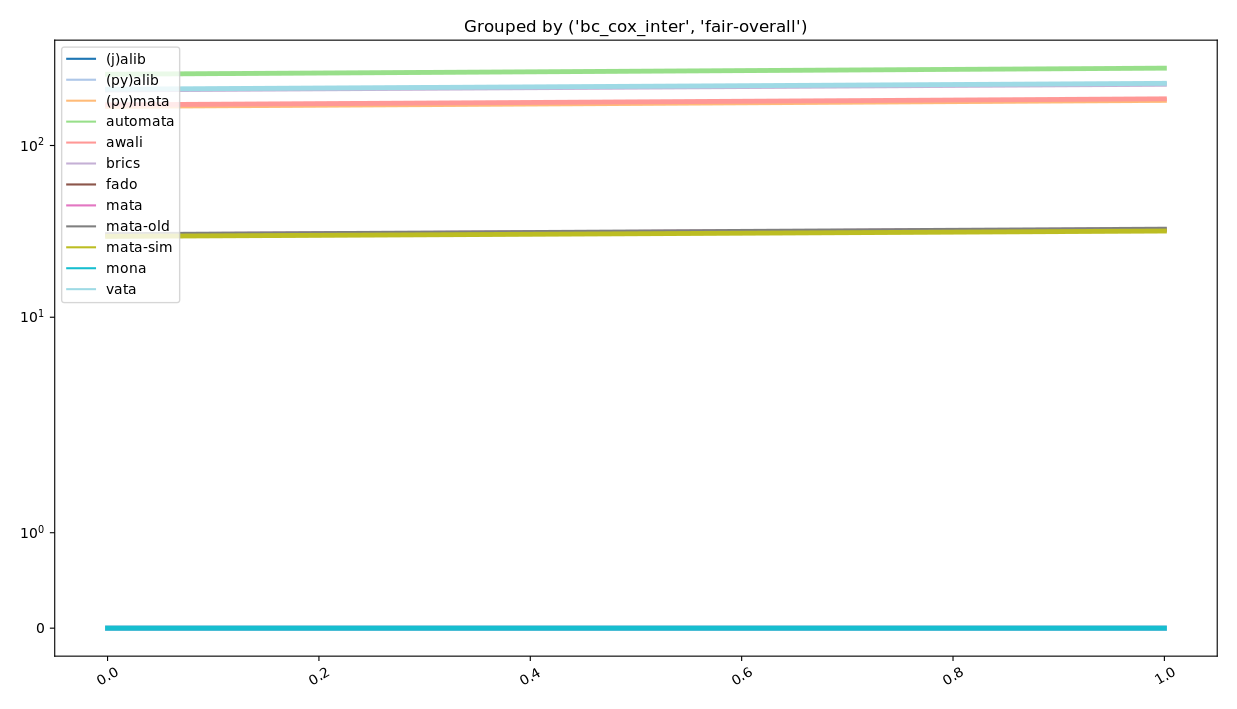 Grouped by ('bc_cox_inter', 'fair-overall')
(j)alib
(py)alib
(py)mata
automata
awali
brics
fado
mata
mata-old
mata-sim
mona
vata
10²
10¹
10⁰
0
0.0
0.2
0.4
0.6
0.8
1.0